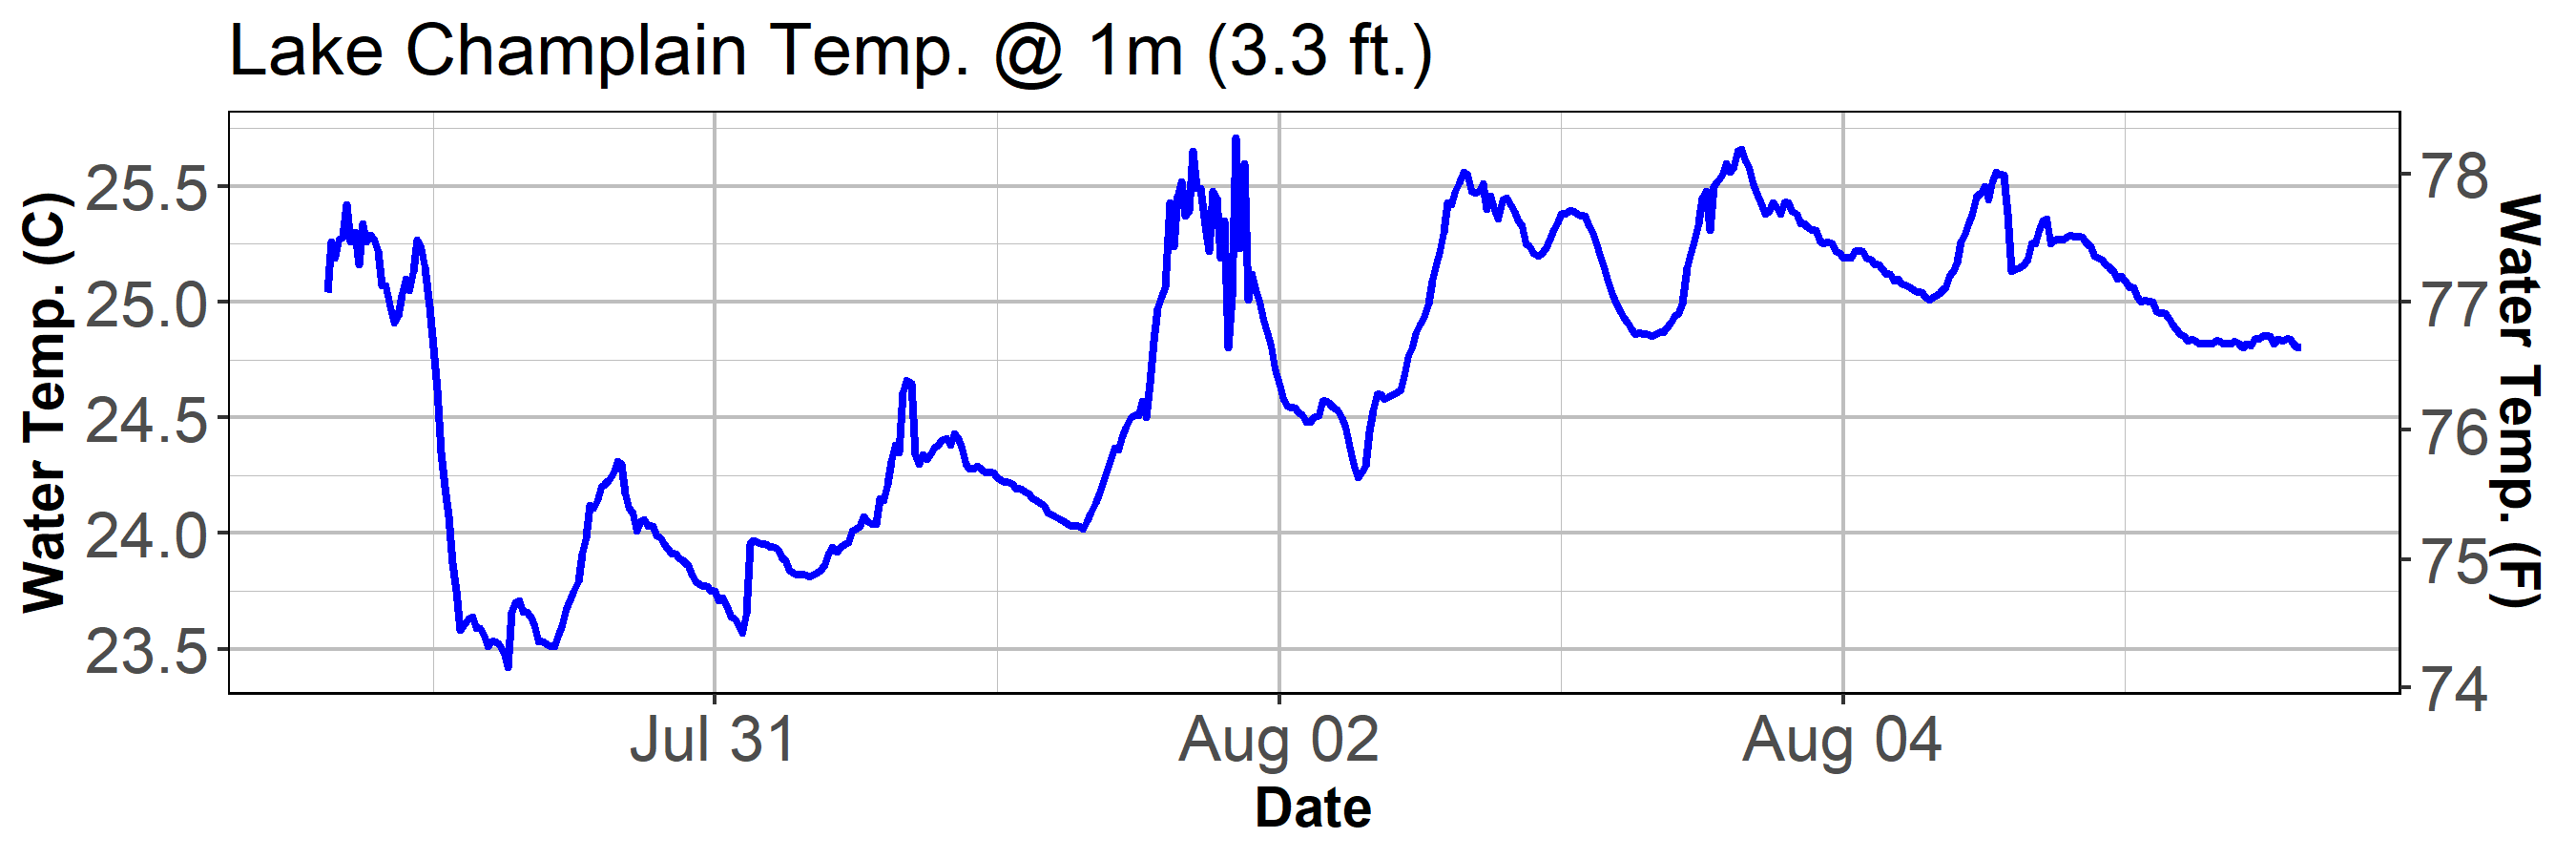 Lake Champlain Temp. @ 1m (3.3 ft.)
Water Temp. (C)
25.5
25.0
24.5
24.0
23.5
78
77
76
75
74
Water Temp. (F)
Jul 31
Aug 02
Aug 04
Date